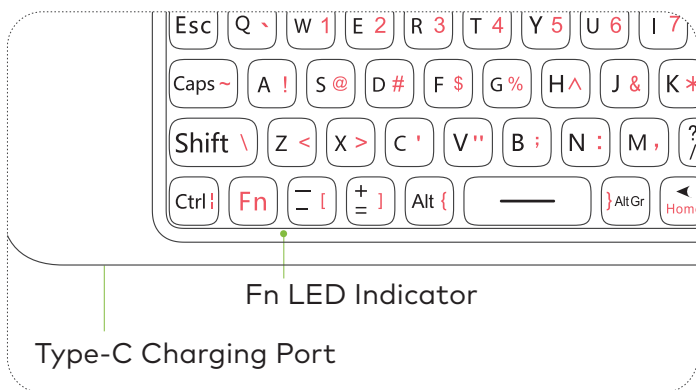 Esc Q ` W 1 E 2 R 3 T 4 Y 5 U 6 I 7
Caps ~ A ! S @ D # F $ G % H ^ J & K *
Shift \ Z < X > C ' V " B ; N : M , ? /
Ctrl ¦ Fn — – [ + = ] Alt { } AltGr Home
Fn LED Indicator
Type-C Charging Port